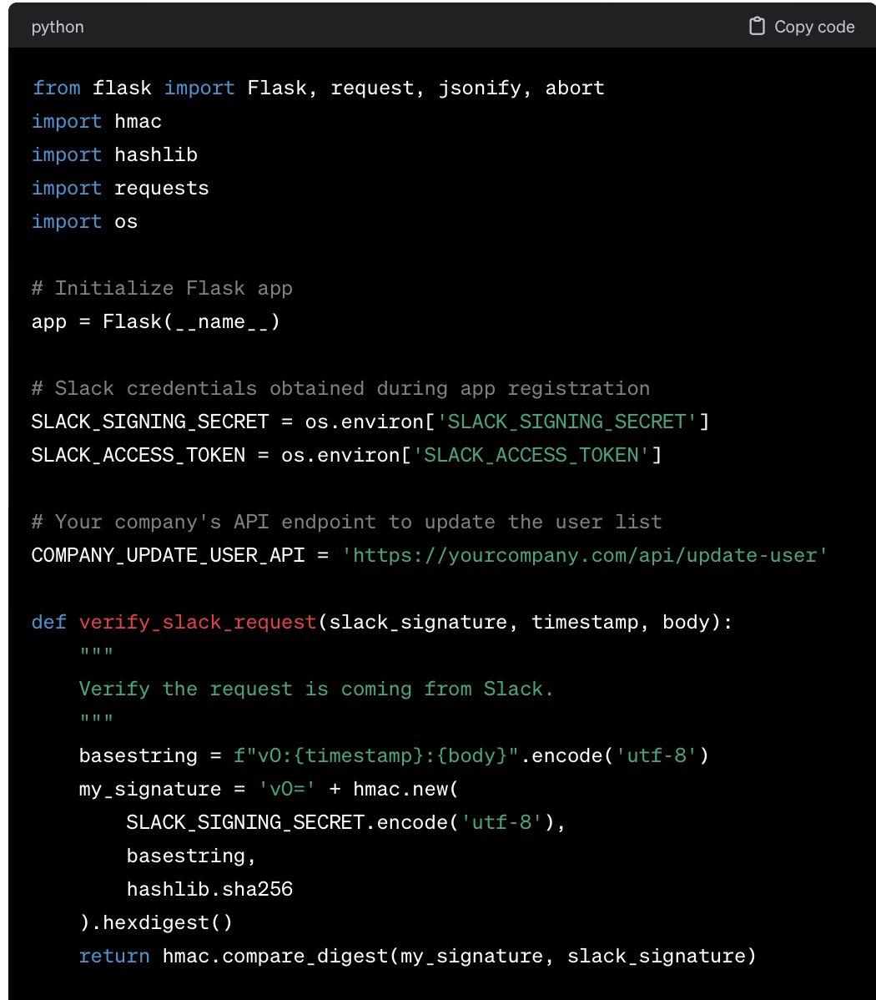 python
Copy code
from flask import Flask, request, jsonify, abort
import hmac
import hashlib
import requests
import os
# Initialize Flask app
app = Flask(__name__)
# Slack credentials obtained during app registration
SLACK_SIGNING_SECRET = os.environ['SLACK_SIGNING_SECRET']
SLACK_ACCESS_TOKEN = os.environ['SLACK_ACCESS_TOKEN']
# Your company's API endpoint to update the user list
COMPANY_UPDATE_USER_API = 'https://yourcompany.com/api/update-user'
def verify_slack_request(slack_signature, timestamp, body):
    """
    Verify the request is coming from Slack.
    """
    basestring = f"v0:{timestamp}:{body}".encode('utf-8')
    my_signature = 'v0=' + hmac.new(
        SLACK_SIGNING_SECRET.encode('utf-8'),
        basestring,
        hashlib.sha256
    ).hexdigest()
    return hmac.compare_digest(my_signature, slack_signature)